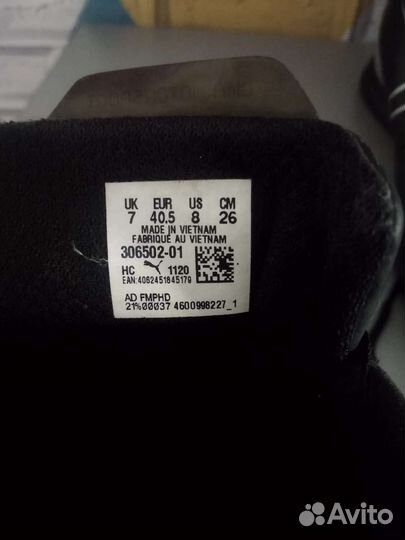 UK EUR US CM
7 40.5 8 26
MADE IN VIETNAM
FABRIQUÉ AU VIETNAM
306502-01
HC 1120
EAN:4062451845179
AD FMPHD
21%00037 4600998227_1
Avito